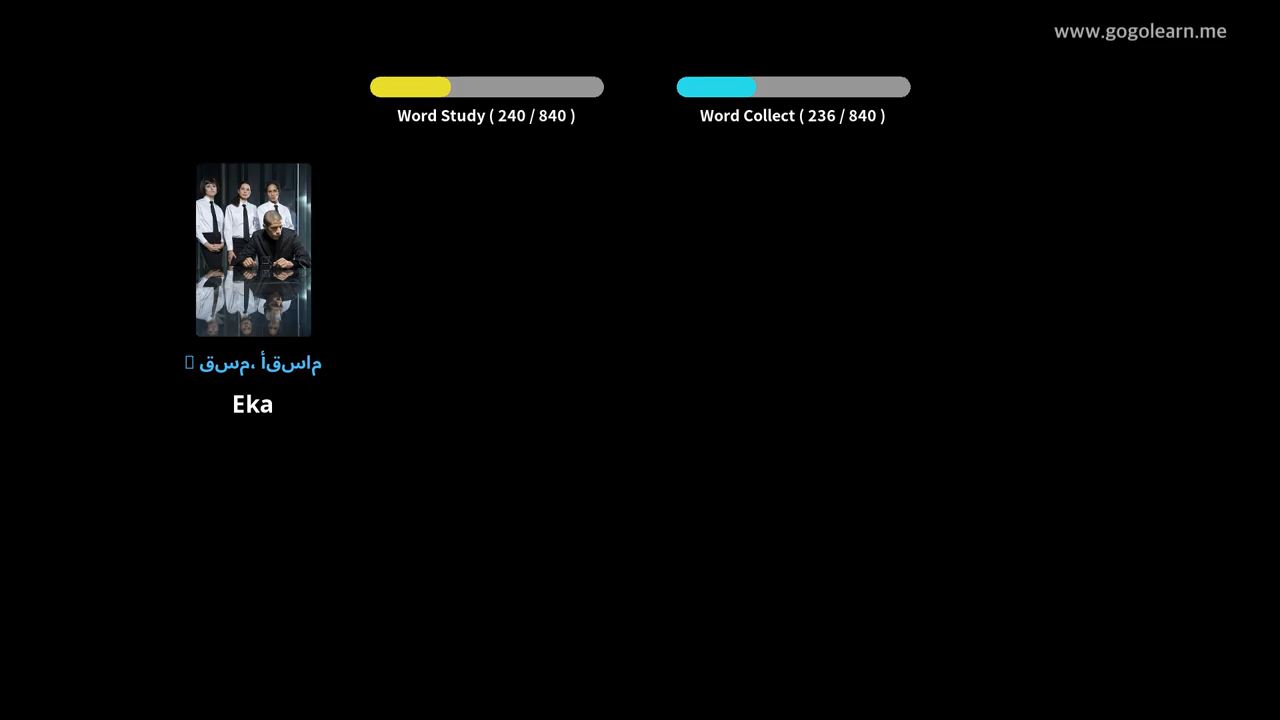 www.gogolearn.me
Word Study ( 240 / 840 )
Word Collect ( 236 / 840 )
قسم، أقسام
Eka